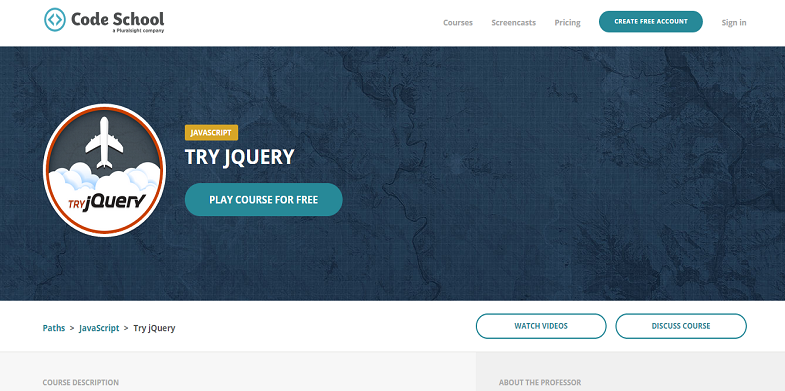 Code School
a Pluralsight company
Courses
Screencasts
Pricing
CREATE FREE ACCOUNT
Sign in
JAVASCRIPT
TRY JQUERY
TRY jQUERY
PLAY COURSE FOR FREE
Paths > JavaScript > Try jQuery
WATCH VIDEOS
DISCUSS COURSE
COURSE DESCRIPTION
ABOUT THE PROFESSOR